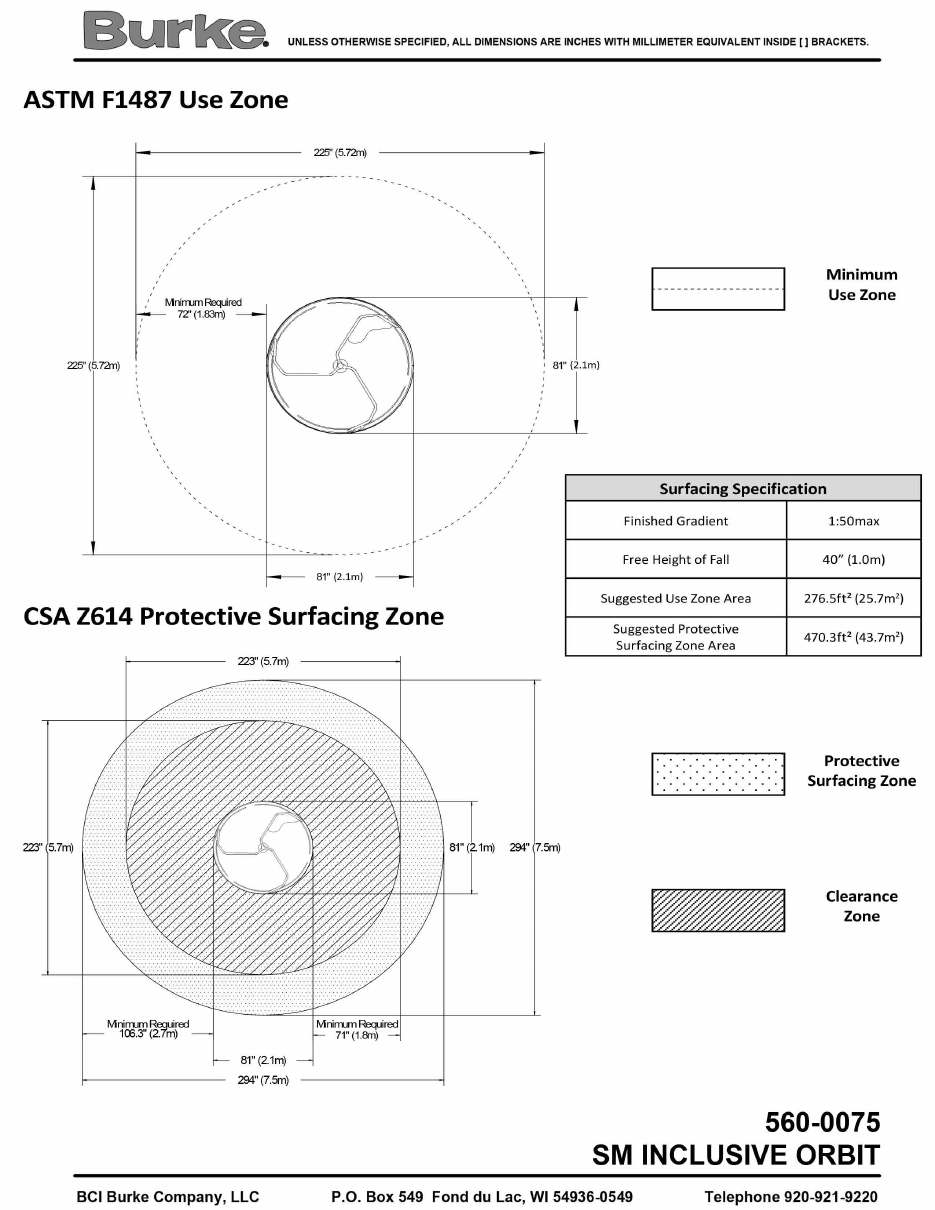 Burke.
UNLESS OTHERWISE SPECIFIED, ALL DIMENSIONS ARE INCHES WITH MILLIMETER EQUIVALENT INSIDE [ ] BRACKETS.
ASTM F1487 Use Zone
225" (5.72m)
Minimum Required
72" (1.83m)
225" (5.72m)
81" (2.1m)
81" (2.1m)
Minimum
Use Zone
Surfacing Specification
Finished Gradient 1:50max
Free Height of Fall 40” (1.0m)
Suggested Use Zone Area 276.5ft² (25.7m²)
Suggested Protective
Surfacing Zone Area 470.3ft² (43.7m²)
CSA Z614 Protective Surfacing Zone
223" (5.7m)
223" (5.7m)
81" (2.1m)
294" (7.5m)
Minimum Required
106.3" (2.7m)
Minimum Required
71" (1.8m)
81" (2.1m)
294" (7.5m)
Protective
Surfacing Zone
Clearance
Zone
560-0075
SM INCLUSIVE ORBIT
BCI Burke Company, LLC P.O. Box 549 Fond du Lac, WI 54936-0549 Telephone 920-921-9220